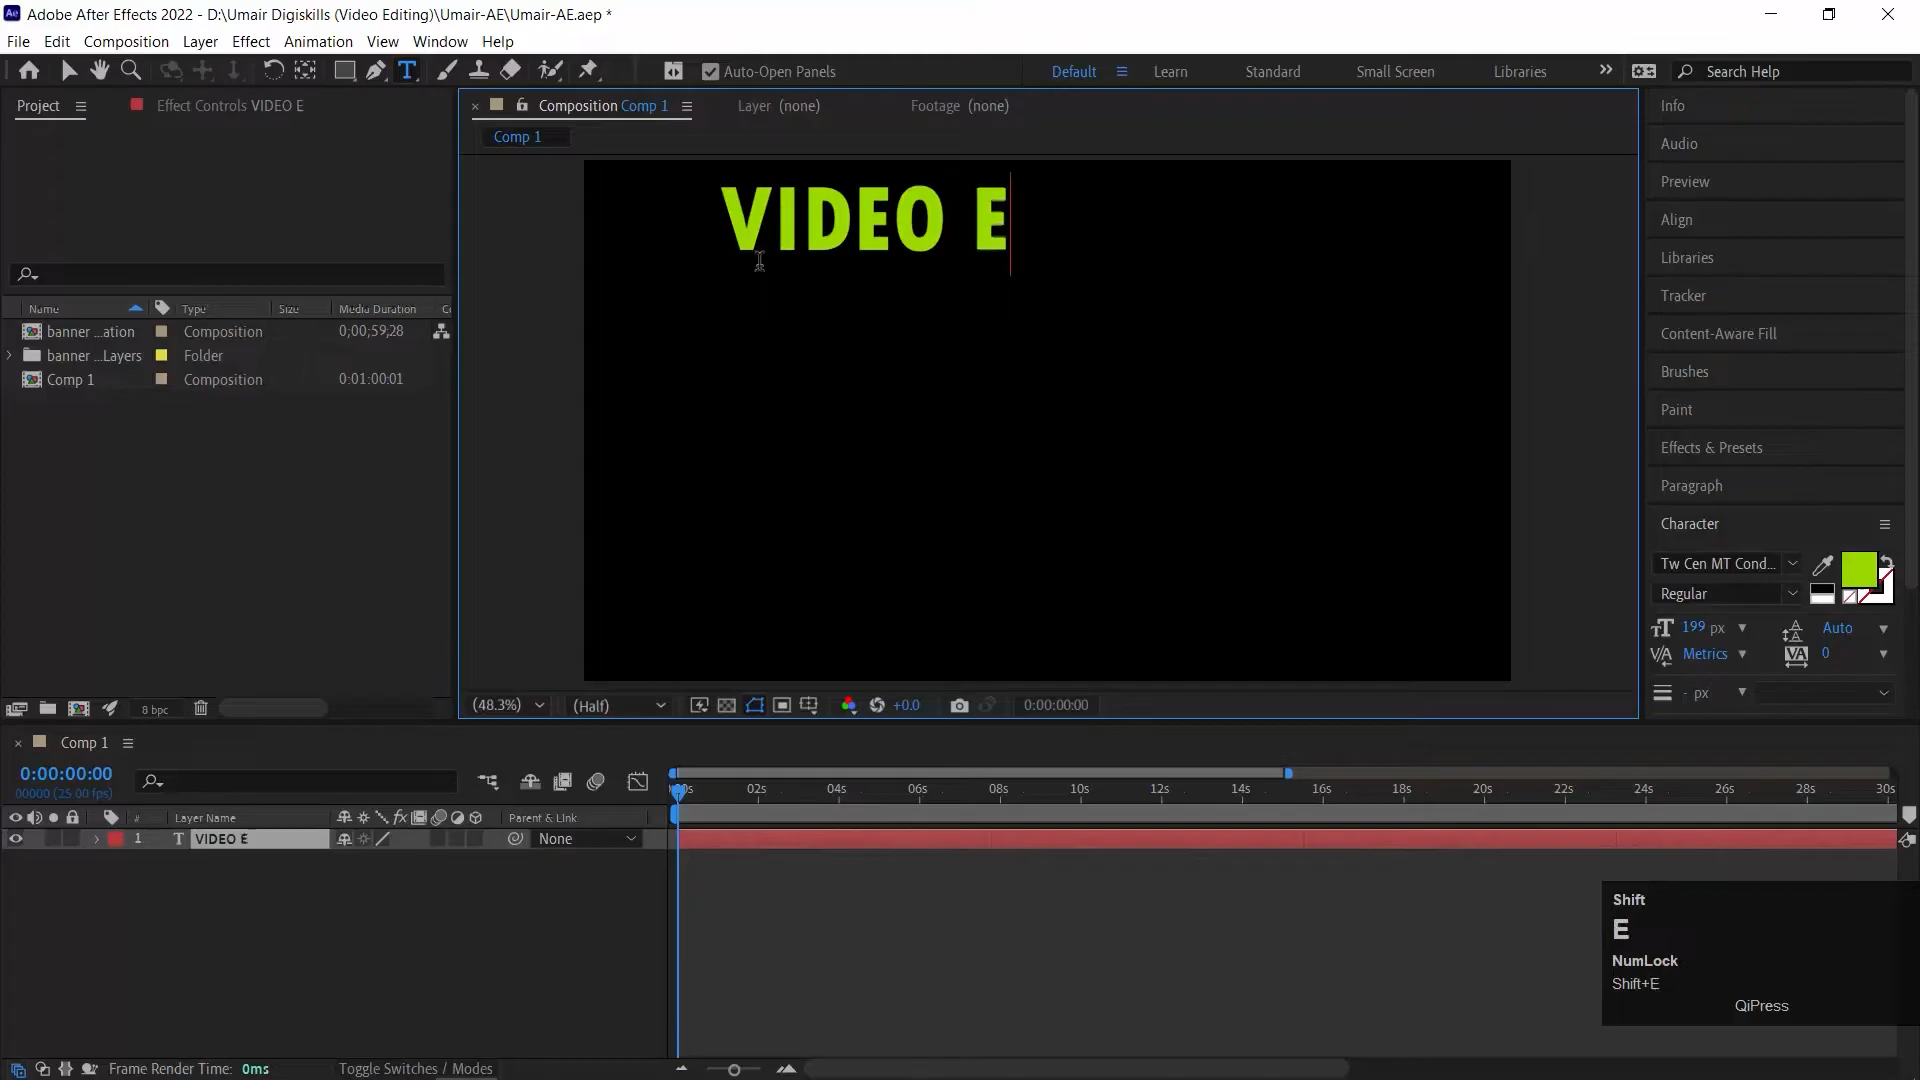 Adobe After Effects 2022 - D:\Umair Digiskills (Video Editing)\Umair-AE\Umair-AE.aep *
File Edit Composition Layer Effect Animation View Window Help
Auto-Open Panels Default Learn Standard Small Screen Libraries Search Help
Project Effect Controls VIDEO E
Composition Comp 1 Layer (none) Footage (none)
Comp 1
VIDEO E
Name Type Size Media Duration
banner ...ation Composition 0;00;59;28
banner ...Layers Folder
Comp 1 Composition 0:01:00:01
8 bpc
(48.3%) (Half) +0.0 0:00:00:00
Info
Audio
Preview
Align
Libraries
Tracker
Content-Aware Fill
Brushes
Paint
Effects & Presets
Paragraph
Character
Tw Cen MT Cond...
Regular
199 px Auto
Metrics 0
- px
Comp 1
0:00:00:00
00000 (25.00 fps)
02s 04s 06s 08s 10s 12s 14s 16s 18s 20s 22s 24s 26s 28s 30s
# Layer Name Parent & Link
1 T VIDEO E None
Shift
E
NumLock
Shift+E
QiPress
Frame Render Time: 0ms Toggle Switches / Modes